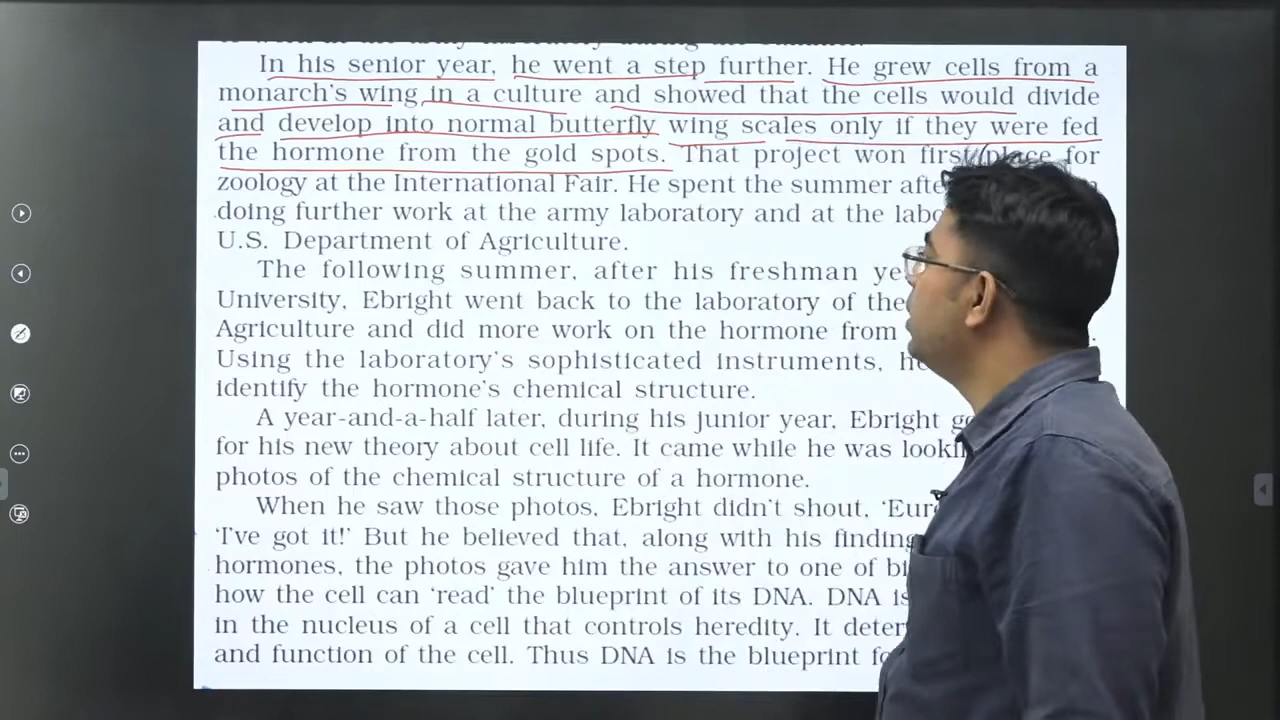 In his senior year, he went a step further. He grew cells from a
monarch's wing in a culture and showed that the cells would divide
and develop into normal butterfly wing scales only if they were fed
the hormone from the gold spots. That project won first place for
zoology at the International Fair. He spent the summer
doing further work at the army laboratory and at the
U.S. Department of Agriculture.
The following summer, after his freshman
University, Ebright went back to the laboratory of the
Agriculture and did more work on the hormone from
Using the laboratory's sophisticated instruments,
identify the hormone's chemical structure.
A year-and-a-half later, during his junior year, Ebright
for his new theory about cell life. It came while he was
photos of the chemical structure of a hormone.
When he saw those photos, Ebright didn't shout,
'I've got it!' But he believed that, along with his
hormones, the photos gave him the answer to one of
how the cell can 'read' the blueprint of its DNA. DNA is
in the nucleus of a cell that controls heredity. It
and function of the cell. Thus DNA is the blueprint